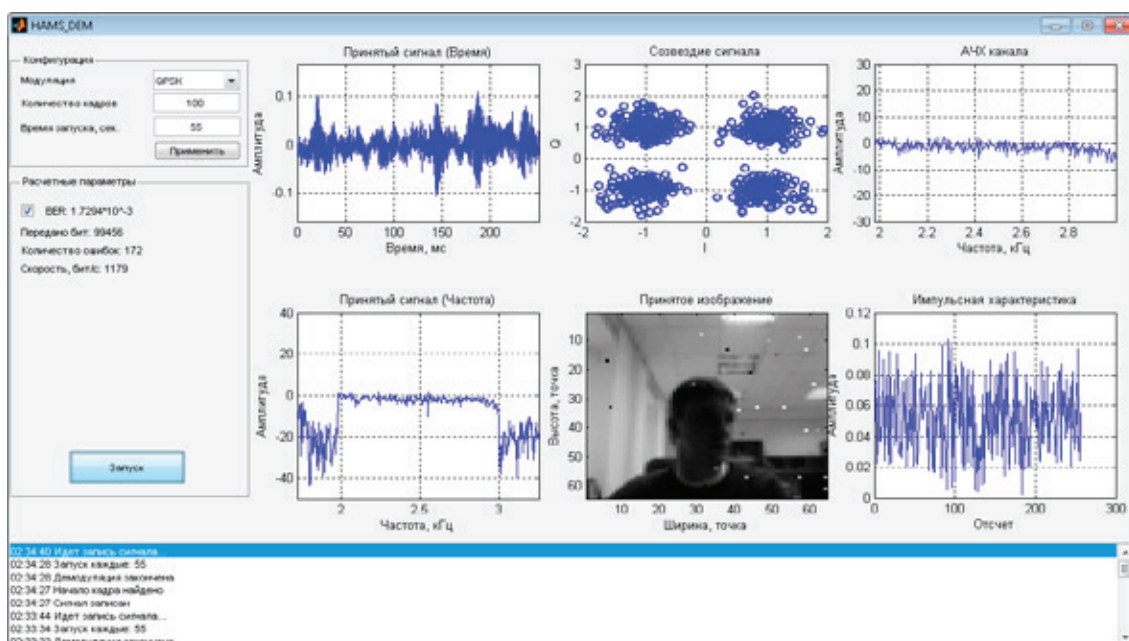 HAMS_DEM
Конфигурация
Модуляция
QPSK
Количество кадров
100
Время запуска, сек.
55
Применить
Расчетные параметры
BER: 1.7294*10^-3
Передано бит: 99456
Количество ошибок: 172
Скорость, бит/с: 1179
Запуск
Принятый сигнал (Время)
Амплитуда
0.1
0
-0.1
0 50 100 150 200
Время, мс
Созвездие сигнала
Q
3
2
1
0
-1
-2
-2 -1 0 1 2
I
АЧХ канала
Амплитуда
30
20
10
0
-10
-20
-30
2 2.2 2.4 2.6 2.8
Частота, кГц
Принятый сигнал (Частота)
Амплитуда
40
20
0
-20
-40
2 2.5 3
Частота, кГц
Принятое изображение
Высота, точка
10
20
30
40
50
60
10 20 30 40 50 60
Ширина, точка
Импульсная характеристика
Амплитуда
0.12
0.1
0.08
0.06
0.04
0.02
0
0 100 200 300
Отсчет
02:34:40 Идет запись сигнала...
02:34:28 Запуск каждые: 55
02:34:28 Демодуляция закончена
02:34:27 Начало кадра найдено
02:34:27 Сигнал записан
02:33:44 Идет запись сигнала...
02:33:34 Запуск каждые: 55